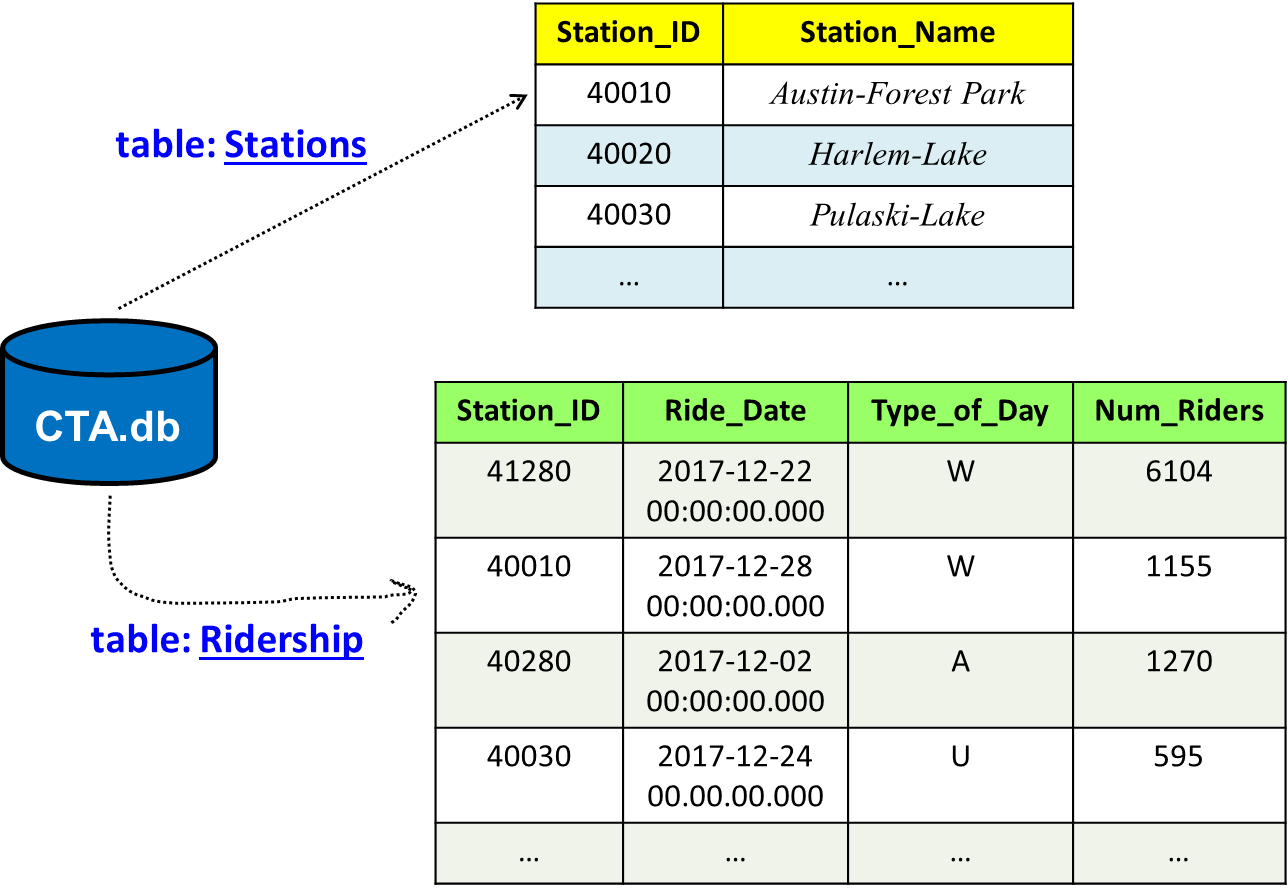 Station_ID Station_Name
40010 Austin-Forest Park
table: Stations
40020 Harlem-Lake
40030 Pulaski-Lake
... ...
CTA.db
Station_ID Ride_Date Type_of_Day Num_Riders
41280 2017-12-22 W 6104
00:00:00.000
40010 2017-12-28 W 1155
00:00:00.000
table: Ridership
40280 2017-12-02 A 1270
00:00:00.000
40030 2017-12-24 U 595
00.00.00.000
... ... ... ...